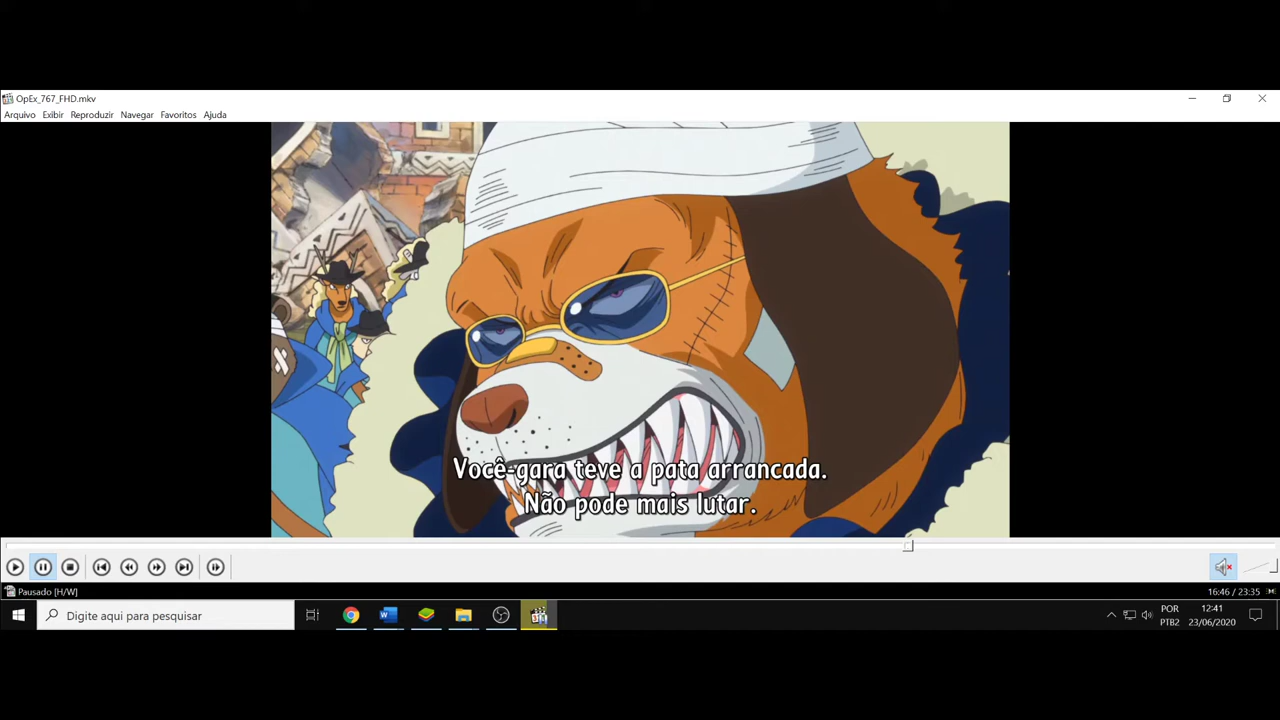 OpEx_767_FHD.mkv
Arquivo Exibir Reproduzir Navegar Favoritos Ajuda
Você-gara teve a pata arrancada.
Não pode mais lutar.
Pausado [H/W]
16:46 / 23:35
Digite aqui para pesquisar
POR
PTB2
12:41
23/06/2020